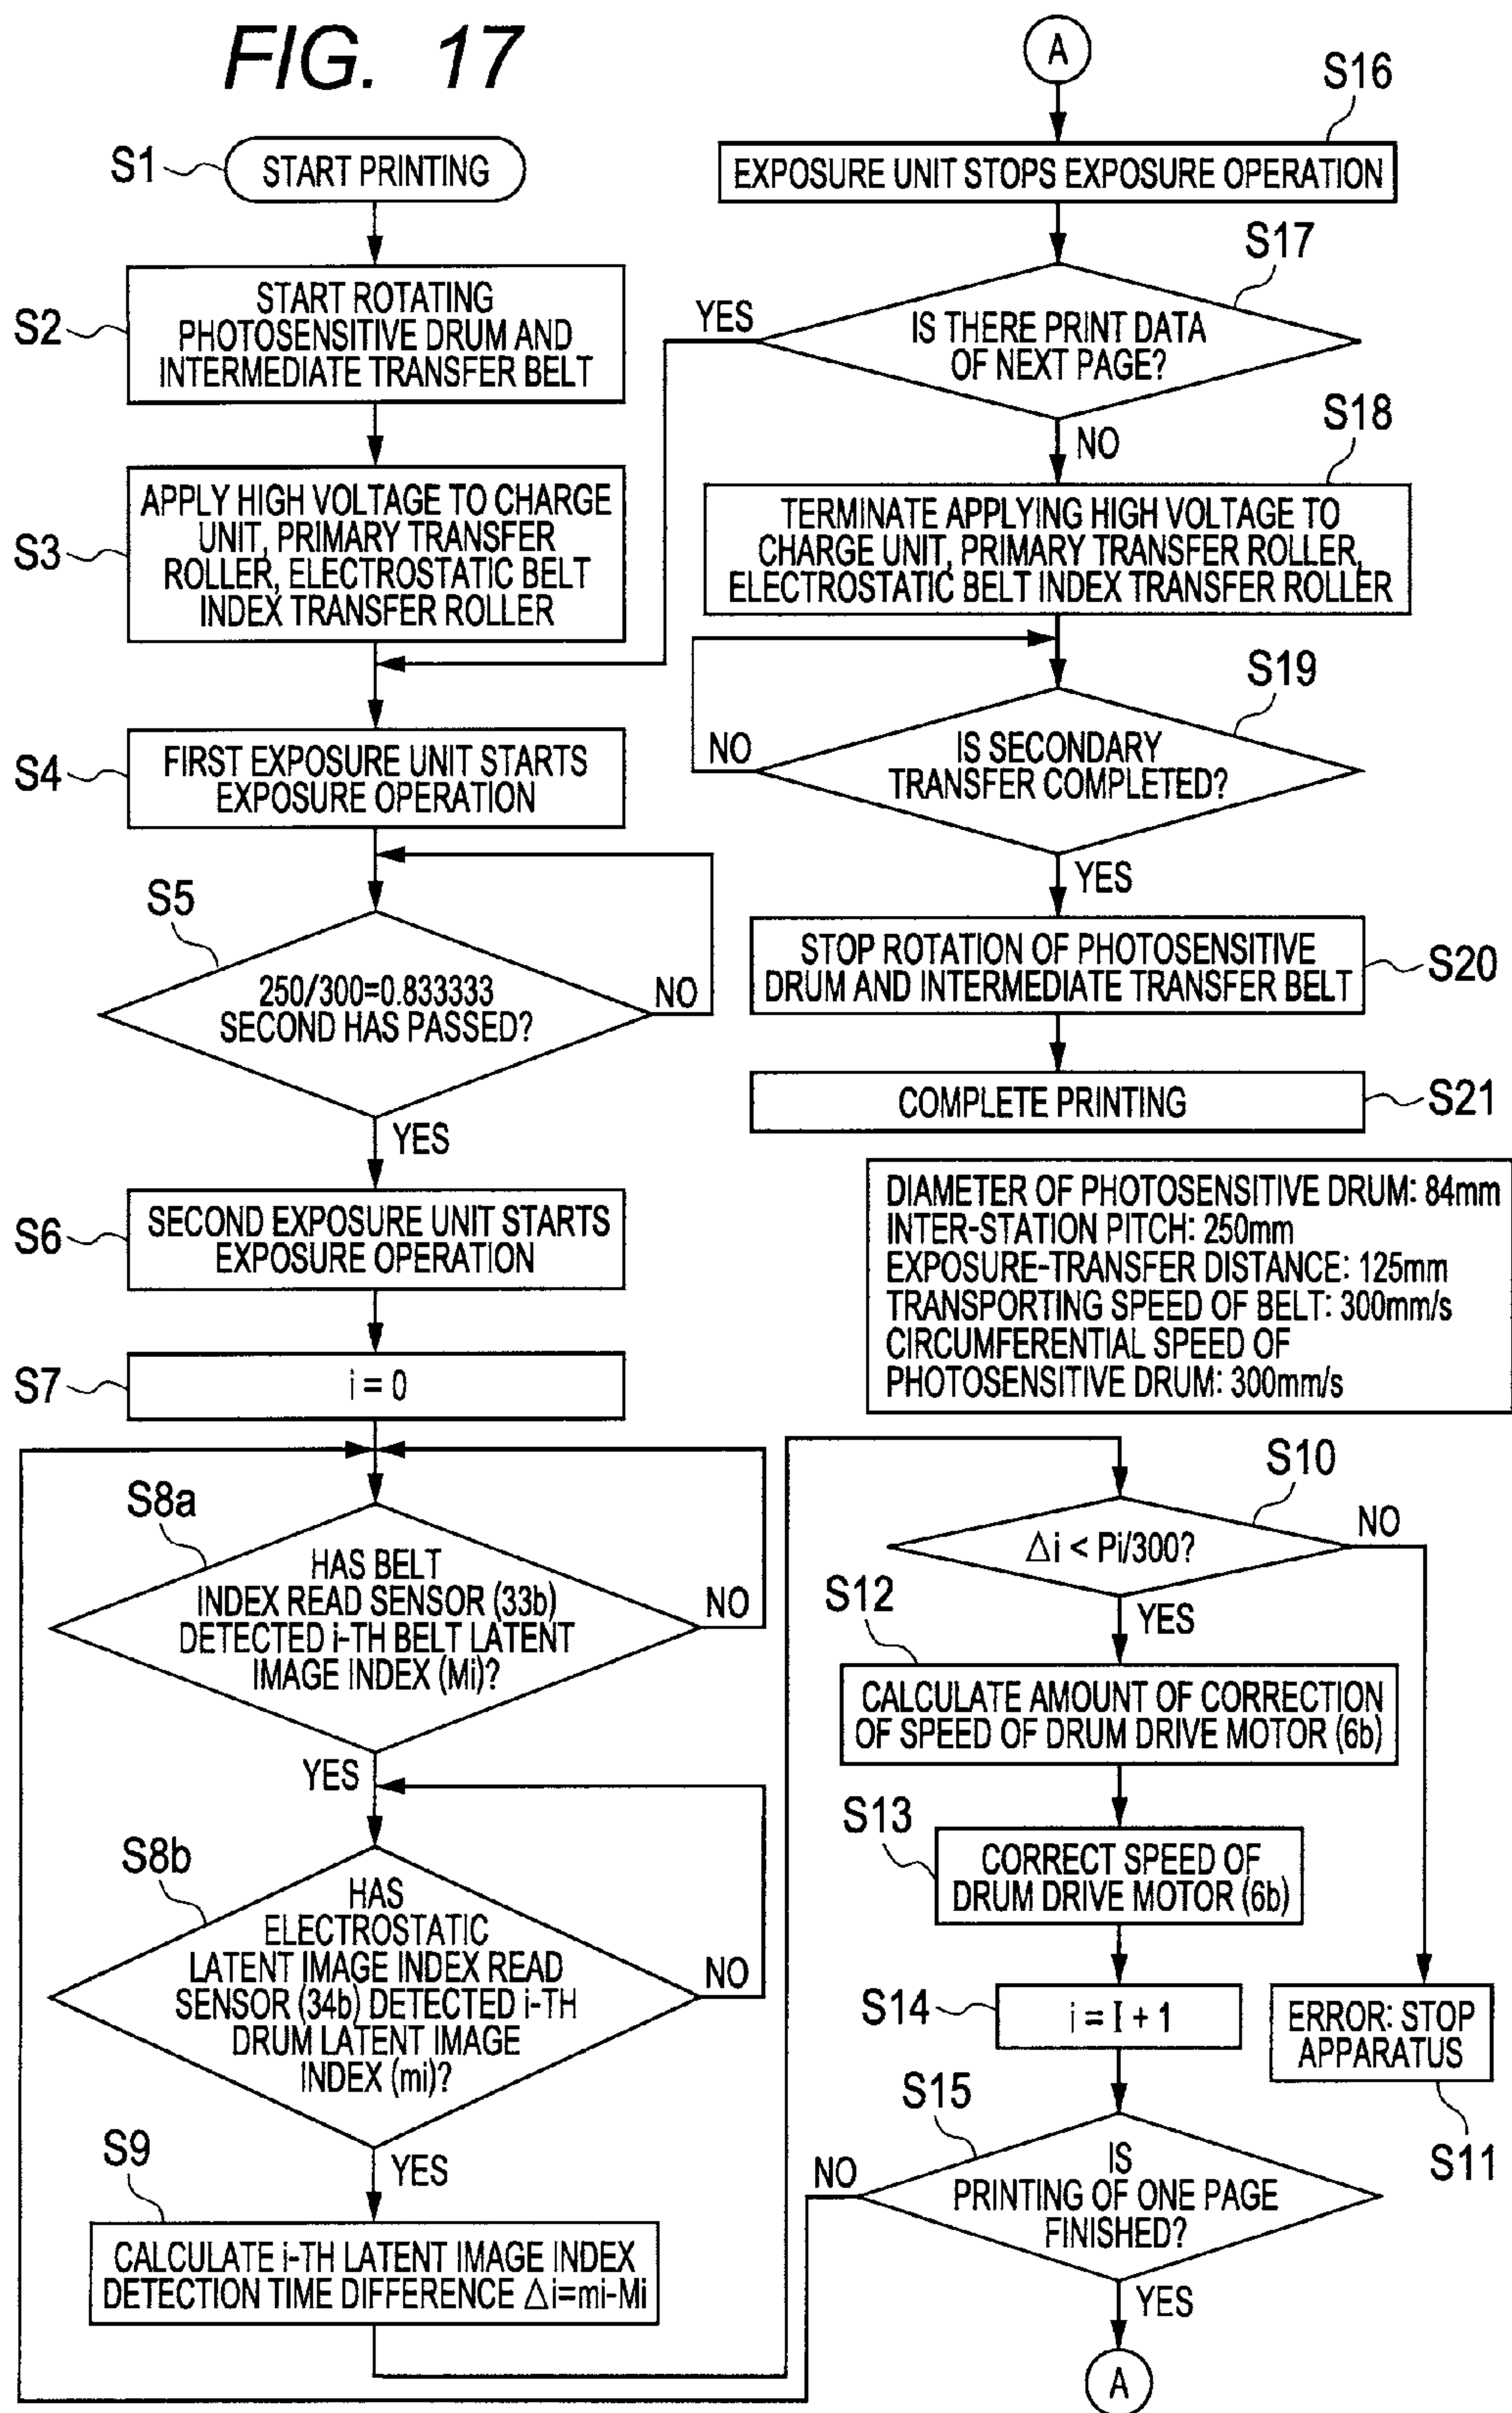 FIG. 17
S1
START PRINTING
S2
START ROTATING
PHOTOSENSITIVE DRUM AND
INTERMEDIATE TRANSFER BELT
S3
APPLY HIGH VOLTAGE TO CHARGE
UNIT, PRIMARY TRANSFER
ROLLER, ELECTROSTATIC BELT
INDEX TRANSFER ROLLER
S4
FIRST EXPOSURE UNIT STARTS
EXPOSURE OPERATION
S5
250/300=0.833333
SECOND HAS PASSED?
NO
YES
S6
SECOND EXPOSURE UNIT STARTS
EXPOSURE OPERATION
S7
i = 0
S8a
HAS BELT
INDEX READ SENSOR (33b)
DETECTED i-TH BELT LATENT
IMAGE INDEX (Mi)?
NO
YES
S8b
HAS
ELECTROSTATIC
LATENT IMAGE INDEX READ
SENSOR (34b) DETECTED i-TH
DRUM LATENT IMAGE
INDEX (mi)?
NO
YES
S9
CALCULATE i-TH LATENT IMAGE INDEX
DETECTION TIME DIFFERENCE △i=mi-Mi
S10
△i < Pi/300?
NO
YES
S12
CALCULATE AMOUNT OF CORRECTION
OF SPEED OF DRUM DRIVE MOTOR (6b)
S13
CORRECT SPEED OF
DRUM DRIVE MOTOR (6b)
S14
i = I + 1
ERROR: STOP
APPARATUS
S11
S15
IS
PRINTING OF ONE PAGE
FINISHED?
NO
YES
A
A
S16
EXPOSURE UNIT STOPS EXPOSURE OPERATION
S17
IS THERE PRINT DATA
OF NEXT PAGE?
YES
NO
S18
TERMINATE APPLYING HIGH VOLTAGE TO
CHARGE UNIT, PRIMARY TRANSFER ROLLER,
ELECTROSTATIC BELT INDEX TRANSFER ROLLER
S19
IS SECONDARY
TRANSFER COMPLETED?
NO
YES
STOP ROTATION OF PHOTOSENSITIVE
DRUM AND INTERMEDIATE TRANSFER BELT
S20
COMPLETE PRINTING
S21
DIAMETER OF PHOTOSENSITIVE DRUM: 84mm
INTER-STATION PITCH: 250mm
EXPOSURE-TRANSFER DISTANCE: 125mm
TRANSPORTING SPEED OF BELT: 300mm/s
CIRCUMFERENTIAL SPEED OF
PHOTOSENSITIVE DRUM: 300mm/s